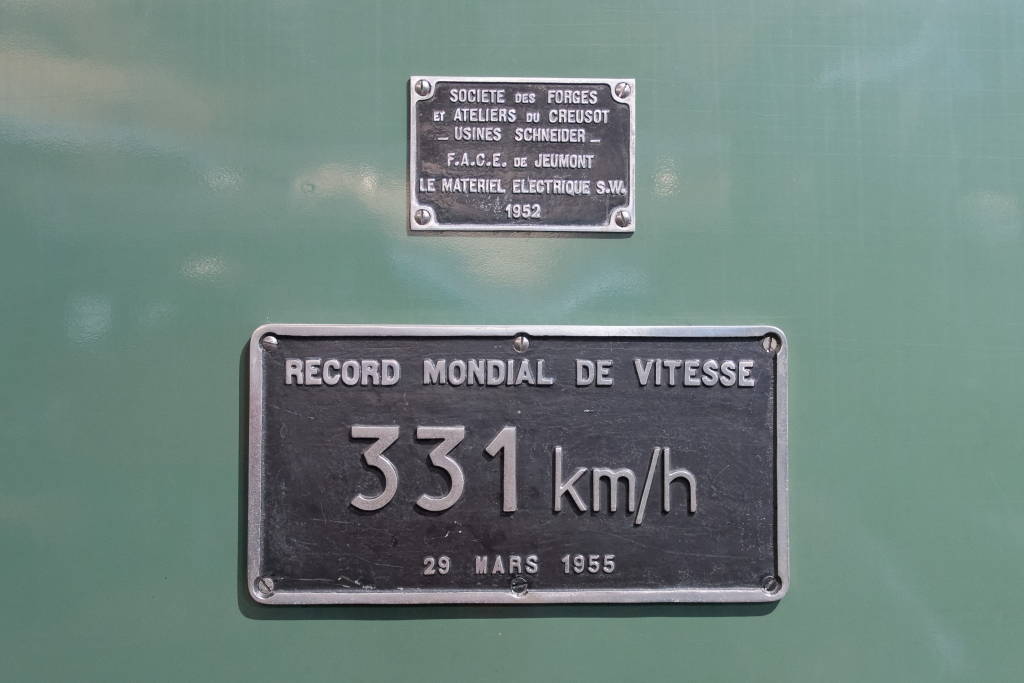 SOCIETE DES FORGES
ET ATELIERS DU CREUSOT
_ USINES SCHNEIDER _
F.A.C.E. DE JEUMONT
LE MATERIEL ELECTRIQUE S.W.
1952
RECORD MONDIAL DE VITESSE
331 km/h
29 MARS 1955